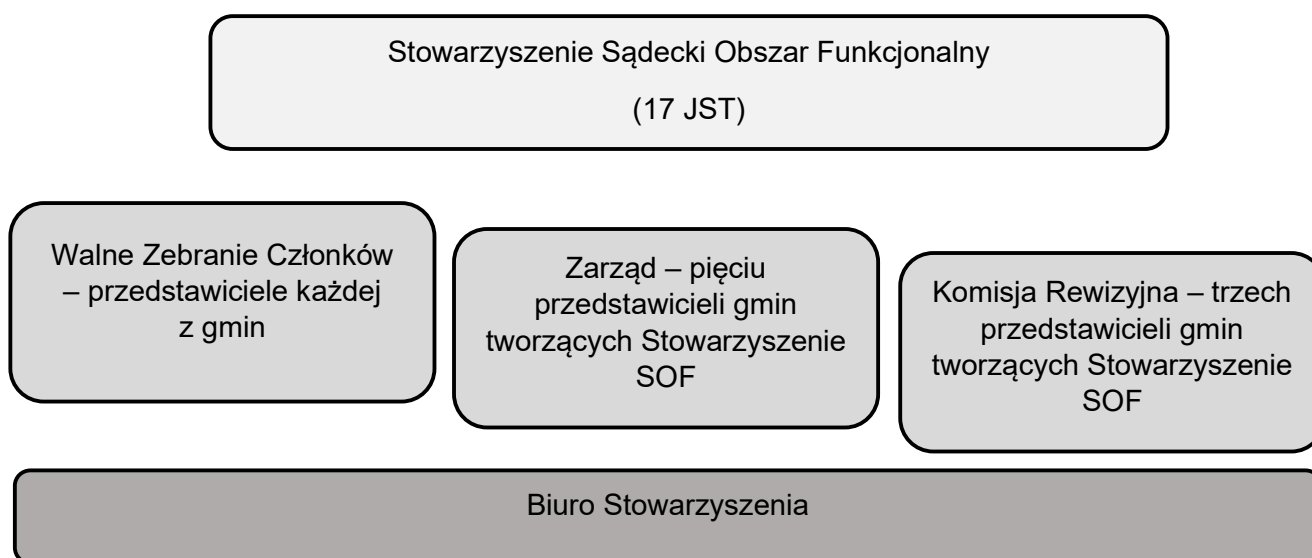 Stowarzyszenie Sądecki Obszar Funkcjonalny
(17 JST)
Walne Zebranie Członków
– przedstawiciele każdej
z gmin
Zarząd – pięciu
przedstawicieli gmin
tworzących Stowarzyszenie
SOF
Komisja Rewizyjna – trzech
przedstawicieli gmin
tworzących Stowarzyszenie
SOF
Biuro Stowarzyszenia